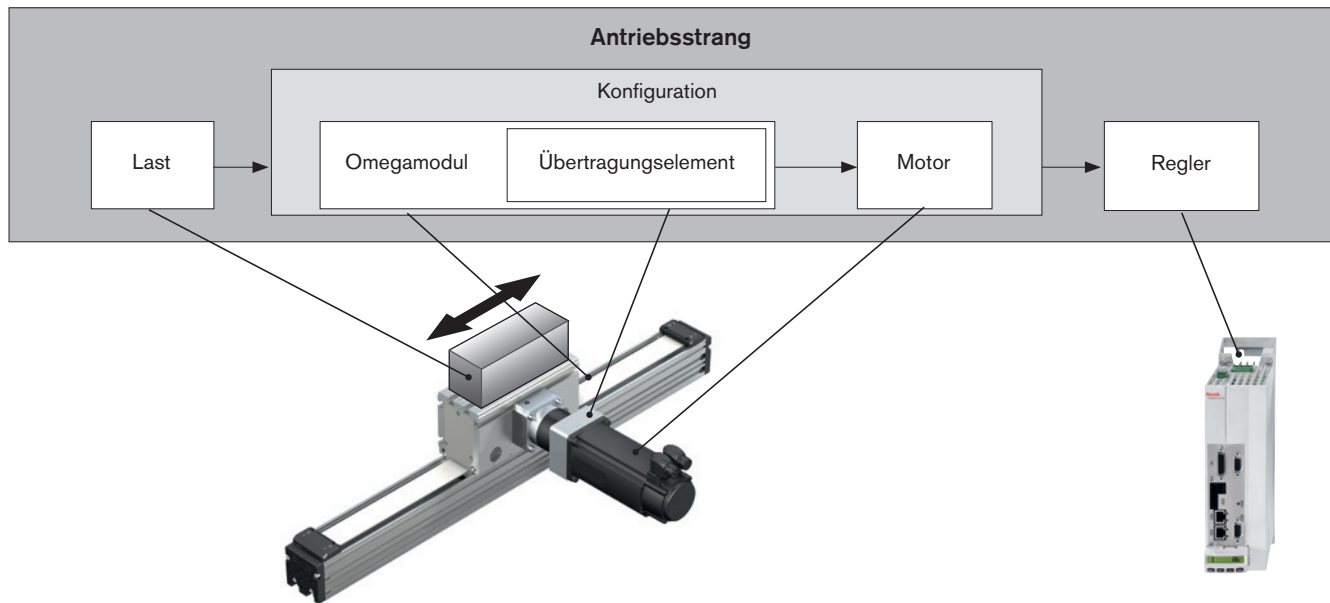 Antriebsstrang
Konfiguration
Last
Omegamodul
Übertragungselement
Motor
Regler